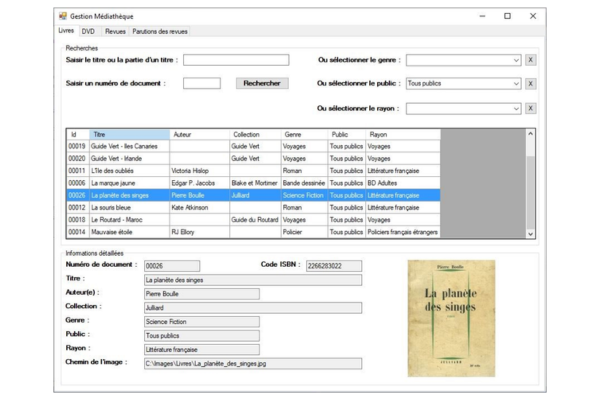 Gestion Médiathèque
Livres DVD Revues Parutions des revues
Recherches
Saisir le titre ou la partie d'un titre : Ou sélectionner le genre : X
Saisir un numéro de document : Rechercher Ou sélectionner le public : Tous publics X
Ou sélectionner le rayon : X
Id Titre Auteur Collection Genre Public Rayon
00019 Guide Vert - Iles Canaries Guide Vert Voyages Tous publics Voyages
00020 Guide Vert - Irlande Guide Vert Voyages Tous publics Voyages
00011 L'île des oubliés Victoria Hislop Roman Tous publics Littérature française
00006 La marque jaune Edgar P. Jacobs Blake et Mortimer Bande dessinée Tous publics BD Adultes
00026 La planète des singes Pierre Boulle Julliard Science Fiction Tous publics Littérature française
00012 La souris bleue Kate Atkinson Roman Tous publics Littérature française
00018 Le Routard - Maroc Guide du Routard Voyages Tous publics Voyages
00014 Mauvaise étoile RJ Ellory Policier Tous publics Policiers français étrangers
Informations détaillées
Numéro de document : 00026 Code ISBN : 2266283022
Titre : La planète des singes
Auteur(e) : Pierre Boulle
Collection : Julliard
Genre : Science Fiction
Public : Tous publics
Rayon : Littérature française
Chemin de l'image : C:\Images\Livres\La_planète_des_singes.jpg
Pierre Boulle
La planète
des singes